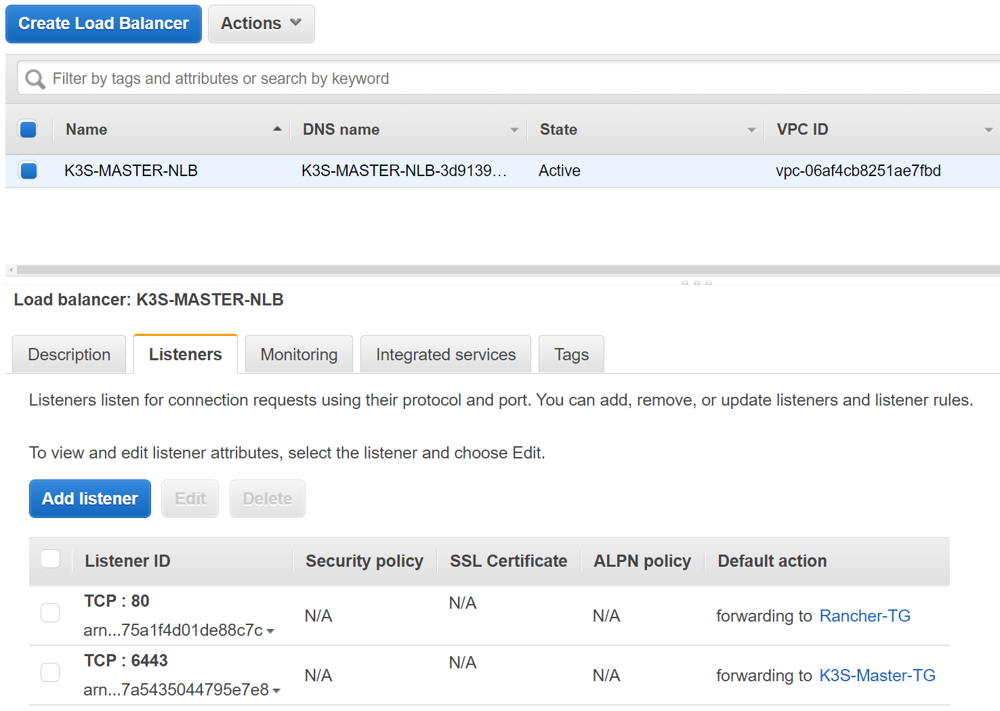 Create Load Balancer Actions
Filter by tags and attributes or search by keyword
Name DNS name State VPC ID
K3S-MASTER-NLB K3S-MASTER-NLB-3d9139... Active vpc-06af4cb8251ae7fbd
Load balancer: K3S-MASTER-NLB
Description Listeners Monitoring Integrated services Tags
Listeners listen for connection requests using their protocol and port. You can add, remove, or update listeners and listener rules.
To view and edit listener attributes, select the listener and choose Edit.
Add listener Edit Delete
Listener ID Security policy SSL Certificate ALPN policy Default action
TCP : 80
arn...75a1f4d01de88c7c N/A N/A N/A forwarding to Rancher-TG
TCP : 6443
arn...7a5435044795e7e8 N/A N/A N/A forwarding to K3S-Master-TG